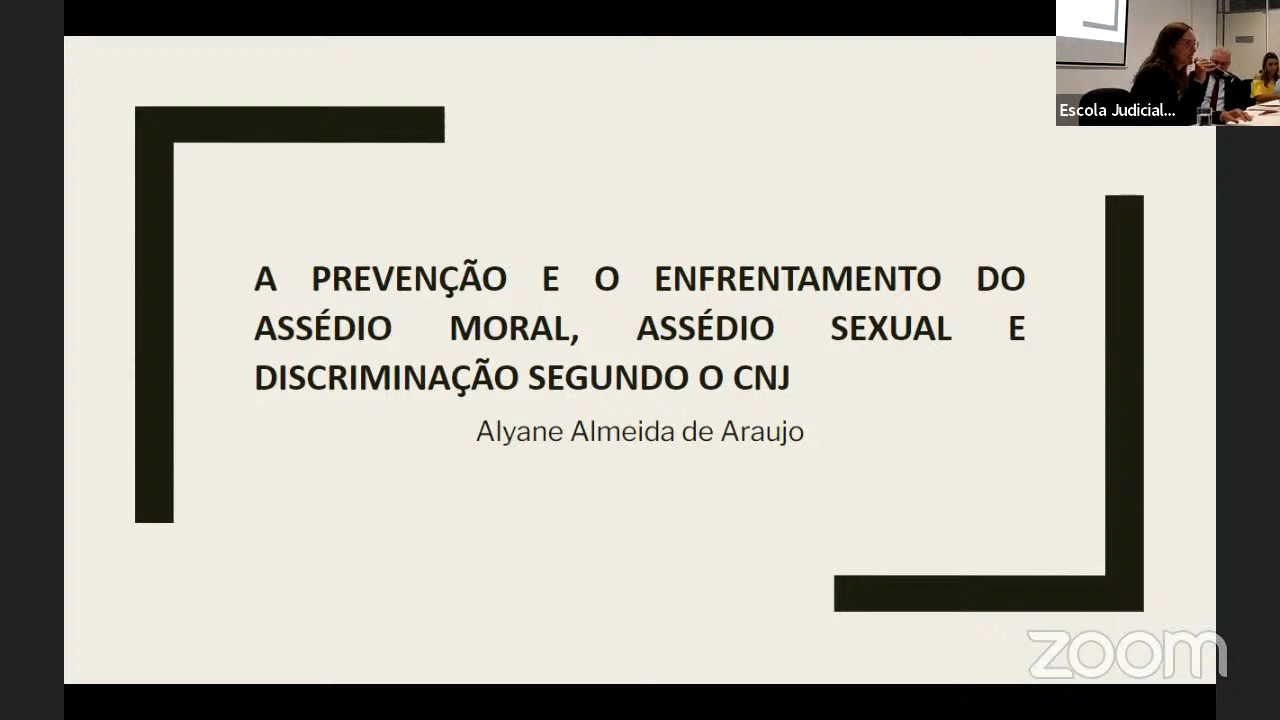 Escola Judicial...
A PREVENÇÃO E O ENFRENTAMENTO DO
ASSÉDIO MORAL, ASSÉDIO SEXUAL E
DISCRIMINAÇÃO SEGUNDO O CNJ
Alyane Almeida de Araujo
zoom